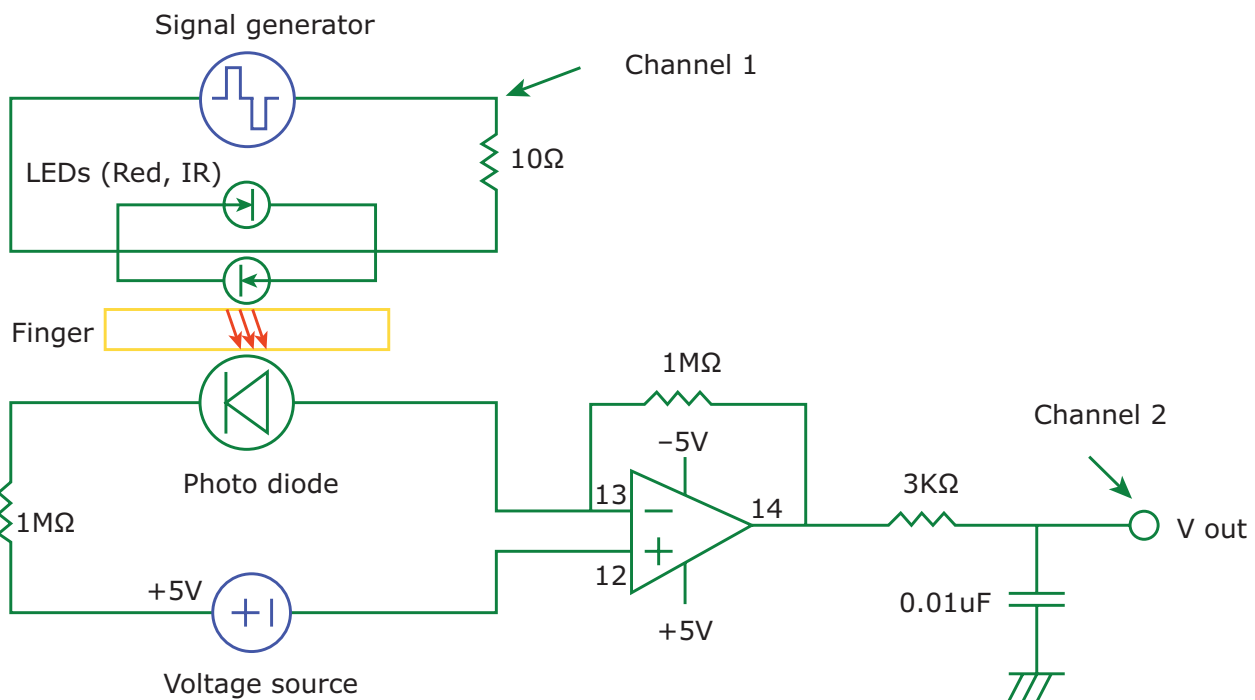 Signal generator
Channel 1
LEDs (Red, IR)
10Ω
Finger
1MΩ
Channel 2
–5V
Photo diode
13
3KΩ
14
1MΩ
V out
12
+5V
0.01uF
+5V
Voltage source